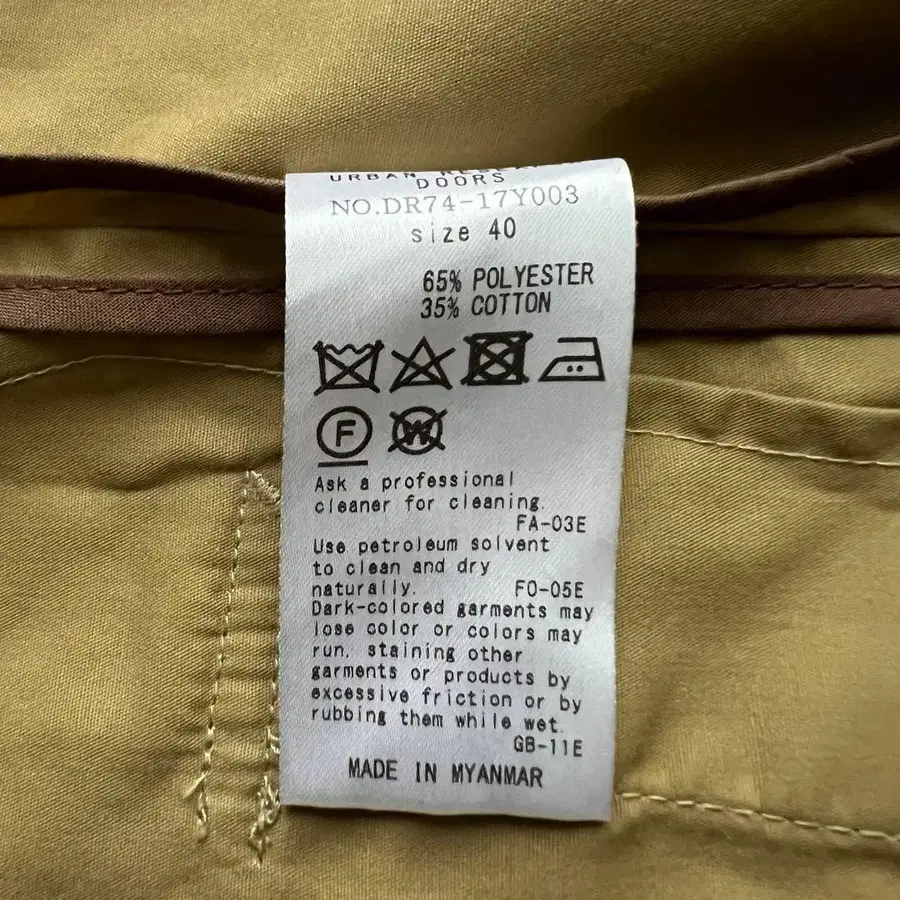 URBAN RESEARCH
DOORS
NO.DR74-17Y003
size 40
65% POLYESTER
35% COTTON
F
W
Ask a professional
cleaner for cleaning.
FA-03E
Use petroleum solvent
to clean and dry
naturally. FO-05E
Dark-colored garments may
lose color or colors may
run, staining other
garments or products by
excessive friction or by
rubbing them while wet.
GB-11E
MADE IN MYANMAR